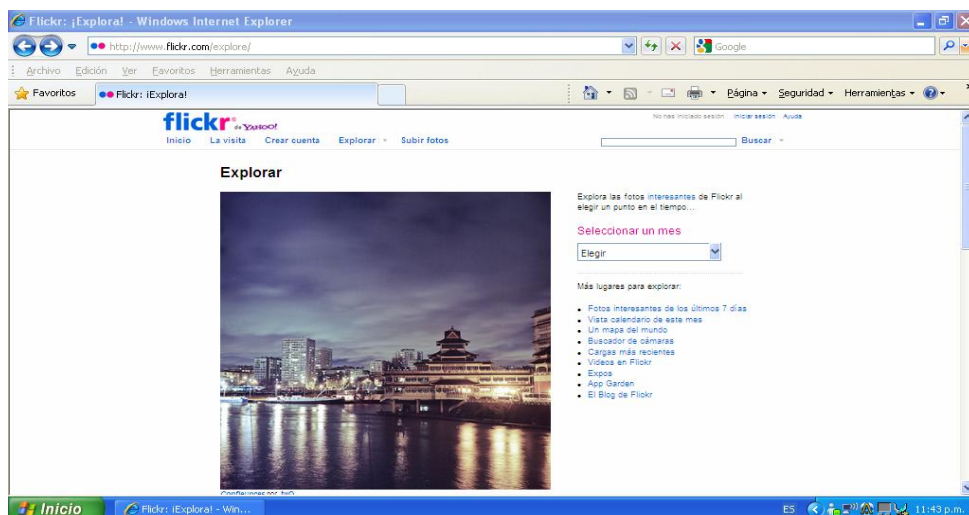 Flickr: ¡Explora! - Windows Internet Explorer
http://www.flickr.com/explore/
Google
Archivo Edición Ver Favoritos Herramientas Ayuda
Favoritos Flickr: ¡Explora! Página Seguridad Herramientas
flickr de YAHOO!
No has iniciado sesión Iniciar sesión Ayuda
Inicio La visita Crear cuenta Explorar Subir fotos Buscar
Explorar
Explora las fotos interesantes de Flickr al
elegir un punto en el tiempo...
Seleccionar un mes
Elegir
Más lugares para explorar:
Fotos interesantes de los últimos 7 días
Vista calendario de este mes
Un mapa del mundo
Buscador de cámaras
Cargas más recientes
Videos en Flickr
Expos
App Garden
El Blog de Flickr
Inicio Flickr: ¡Explora! - Win... ES 11:43 p.m.